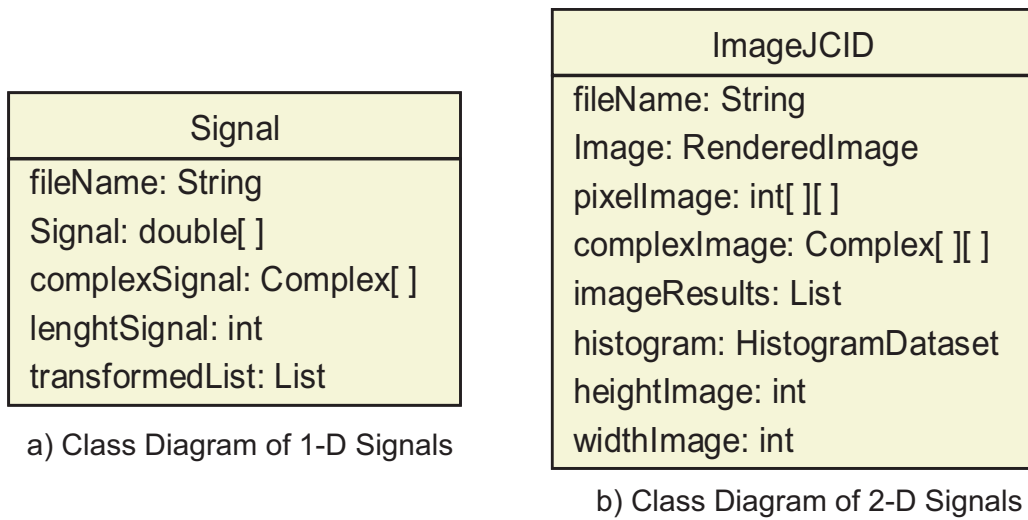 Signal
fileName: String
Signal: double[ ]
complexSignal: Complex[ ]
lenghtSignal: int
transformedList: List
a) Class Diagram of 1-D Signals
ImageJCID
fileName: String
Image: RenderedImage
pixelImage: int[ ][ ]
complexImage: Complex[ ][ ]
imageResults: List
histogram: HistogramDataset
heightImage: int
widthImage: int
b) Class Diagram of 2-D Signals